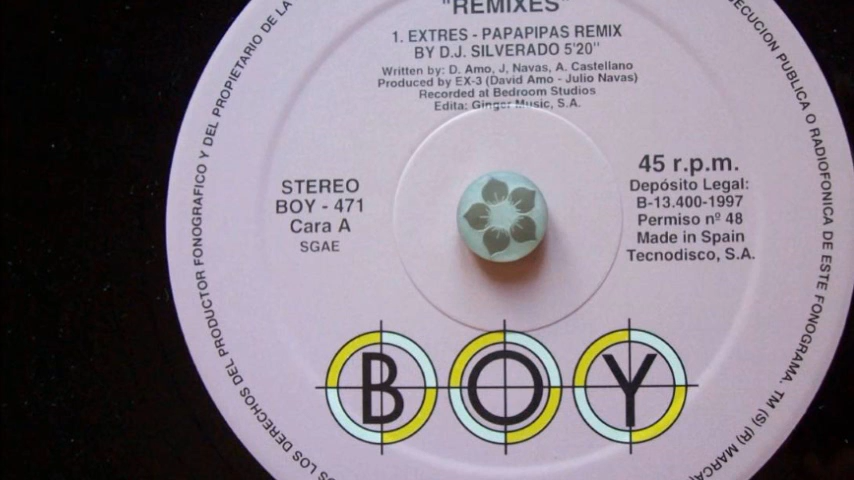 "REMIXES"
1. EXTRES - PAPAPIPAS REMIX
BY D.J. SILVERADO 5'20"
Written by: D. Amo, J, Navas, A. Castellano
Produced by EX-3 (David Amo - Julio Navas)
Recorded at Bedroom Studios
Edita: Ginger Music, S.A.
STEREO
BOY - 471
Cara A
SGAE
45 r.p.m.
Depósito Legal:
B-13.400-1997
Permiso nº 48
Made in Spain
Tecnodisco, S.A.
BOY
LOS DERECHOS DEL PRODUCTOR FONOGRAFICO Y DEL PROPIETARIO DE LA
EJECUCION PUBLICA O RADIOFONICA DE ESTE FONOGRAMA. TM (S) (R) MARCA